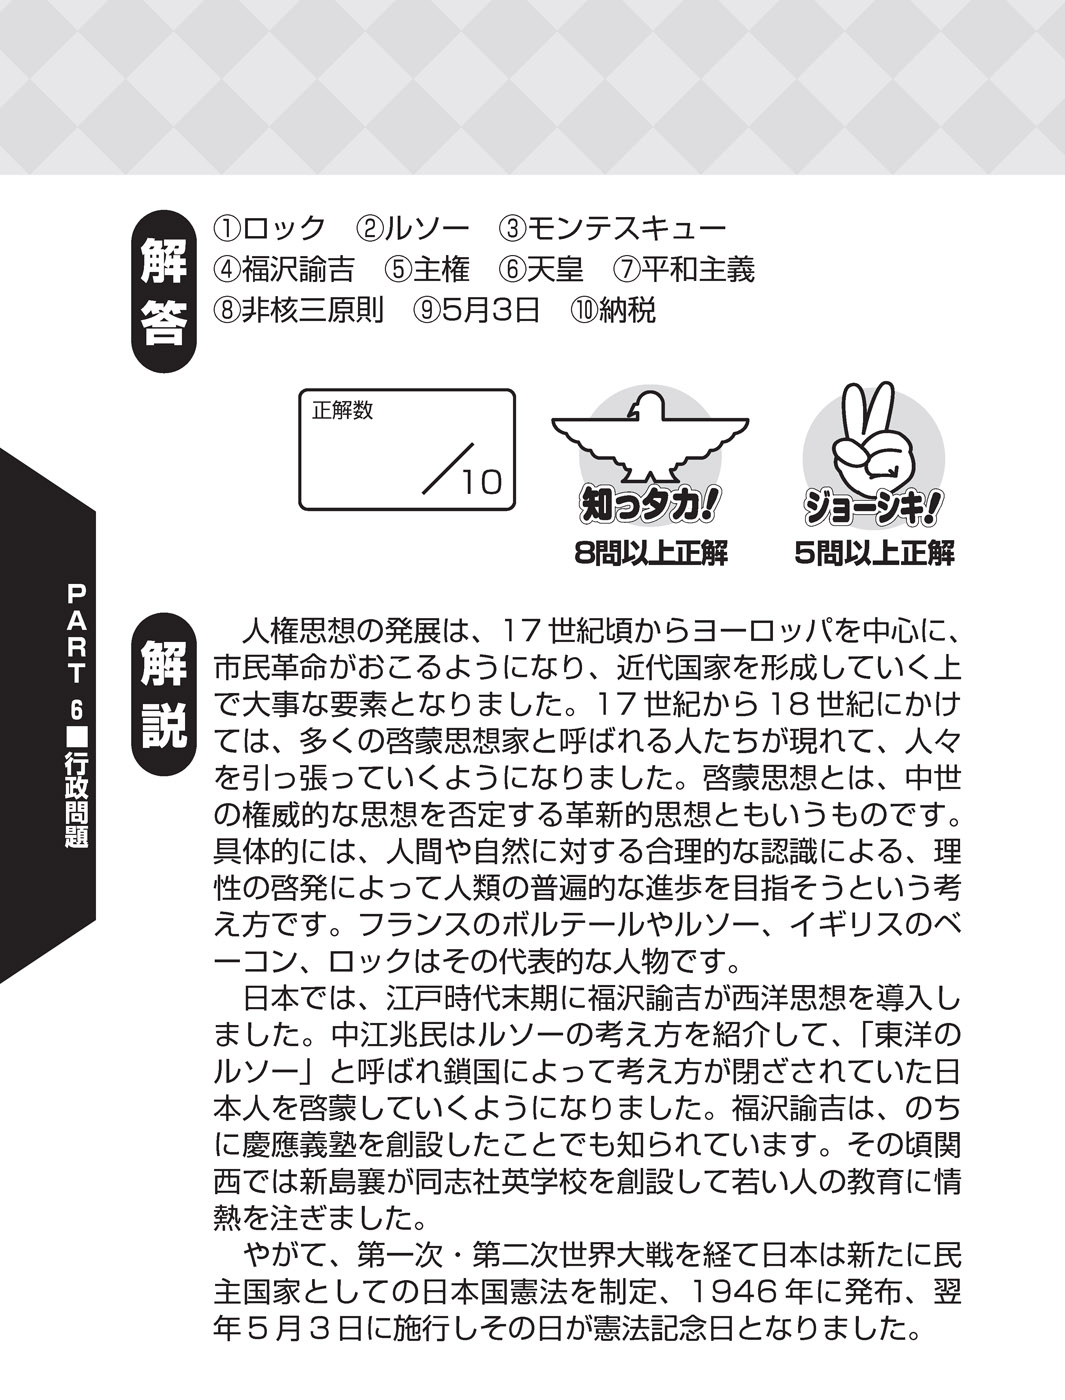 解答
①ロック　②ルソー　③モンテスキュー
④福沢諭吉　⑤主権　⑥天皇　⑦平和主義
⑧非核三原則　⑨5月3日　⑩納税
正解数
／10
知っタカ！
8問以上正解
ジョーシキ！
5問以上正解
PART 6■行政問題
解説
　人権思想の発展は、17世紀頃からヨーロッパを中心に、
市民革命がおこるようになり、近代国家を形成していく上
で大事な要素となりました。17世紀から18世紀にかけ
ては、多くの啓蒙思想家と呼ばれる人たちが現れて、人々
を引っ張っていくようになりました。啓蒙思想とは、中世
の権威的な思想を否定する革新的思想ともいうものです。
具体的には、人間や自然に対する合理的な認識による、理
性の啓発によって人類の普遍的な進歩を目指そうという考
え方です。フランスのボルテールやルソー、イギリスのベ
ーコン、ロックはその代表的な人物です。
　日本では、江戸時代末期に福沢諭吉が西洋思想を導入し
ました。中江兆民はルソーの考え方を紹介して、「東洋の
ルソー」と呼ばれ鎖国によって考え方が閉ざされていた日
本人を啓蒙していくようになりました。福沢諭吉は、のち
に慶應義塾を創設したことでも知られています。その頃関
西では新島襄が同志社英学校を創設して若い人の教育に情
熱を注ぎました。
　やがて、第一次・第二次世界大戦を経て日本は新たに民
主国家としての日本国憲法を制定、1946年に発布、翌
年5月3日に施行しその日が憲法記念日となりました。